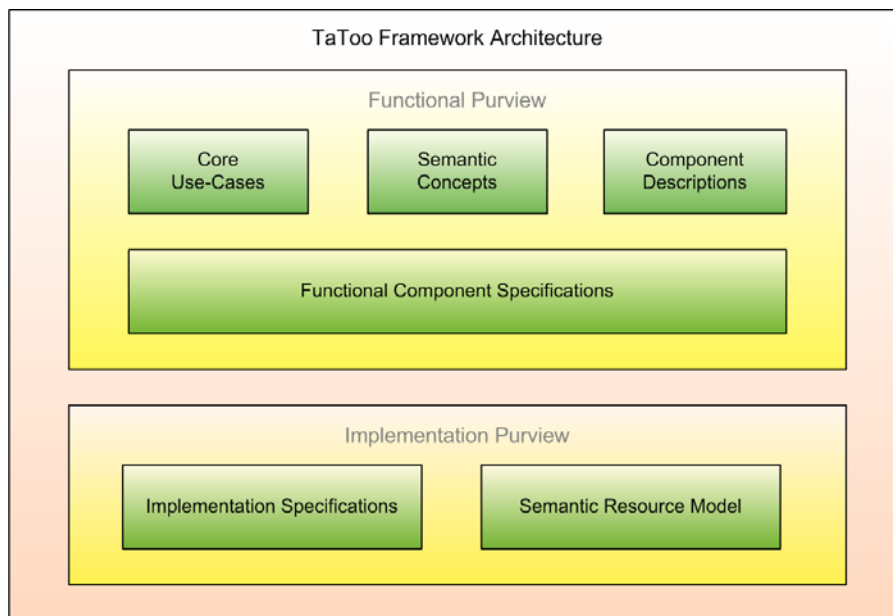 TaToo Framework Architecture
Functional Purview
Core
Use-Cases
Semantic
Concepts
Component
Descriptions
Functional Component Specifications
Implementation Purview
Implementation Specifications
Semantic Resource Model